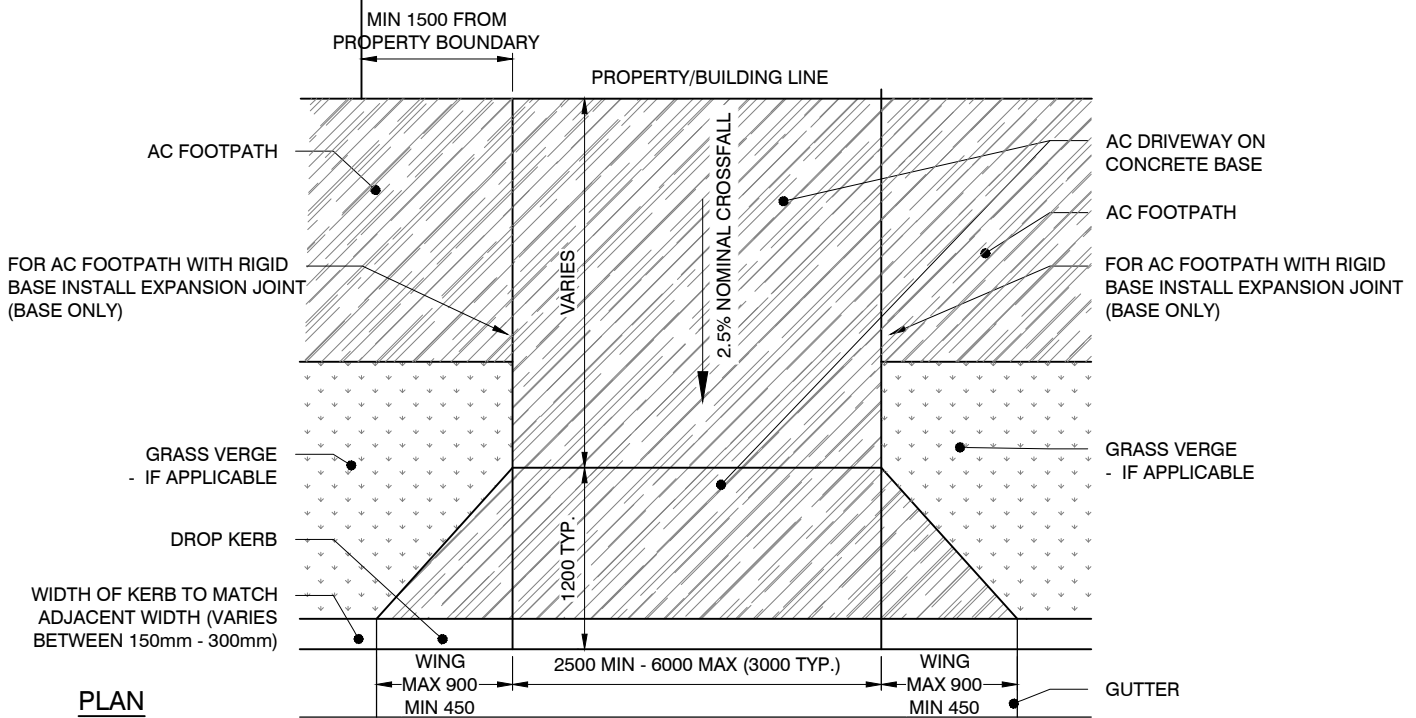 MIN 1500 FROM
PROPERTY BOUNDARY
PROPERTY/BUILDING LINE
AC FOOTPATH
FOR AC FOOTPATH WITH RIGID
BASE INSTALL EXPANSION JOINT
(BASE ONLY)
GRASS VERGE
- IF APPLICABLE
DROP KERB
WIDTH OF KERB TO MATCH
ADJACENT WIDTH (VARIES
BETWEEN 150mm - 300mm)
VARIES
2.5% NOMINAL CROSSFALL
1200 TYP.
AC DRIVEWAY ON
CONCRETE BASE
AC FOOTPATH
FOR AC FOOTPATH WITH RIGID
BASE INSTALL EXPANSION JOINT
(BASE ONLY)
GRASS VERGE
- IF APPLICABLE
WING
MAX 900
MIN 450
2500 MIN - 6000 MAX (3000 TYP.)
WING
MAX 900
MIN 450
GUTTER
PLAN